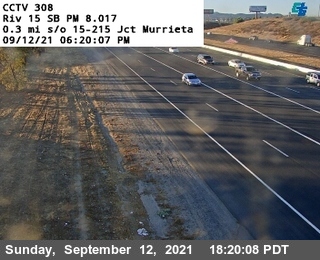 CCTV 308
Riv 15 SB PM 8.017
0.3 mi s/o 15-215 Jct Murrieta
09/12/21 06:20:07 PM
Sunday, September 12, 2021 18:20:08 PDT